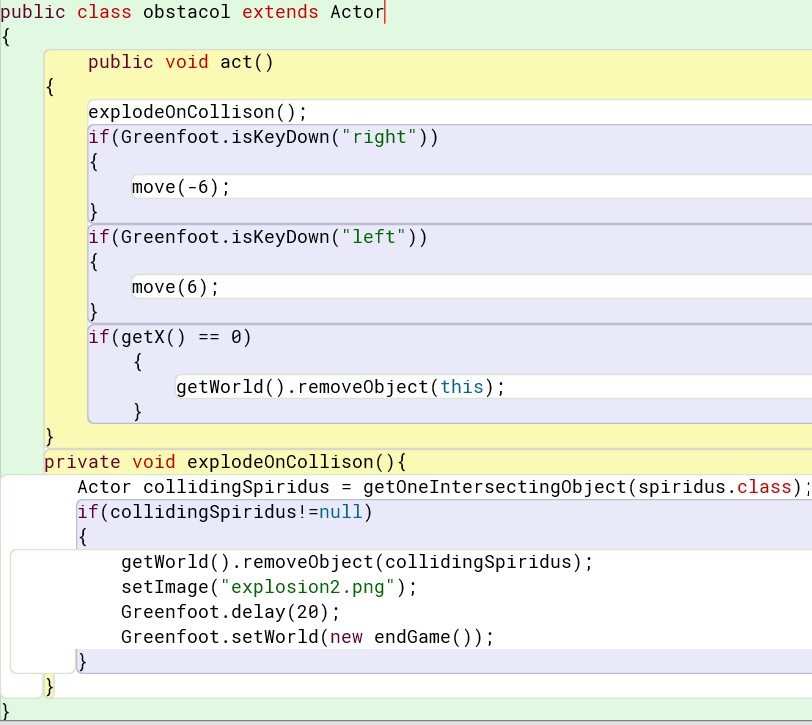 public class obstacol extends Actor
{
public void act()
{
explodeOnCollison();
if(Greenfoot.isKeyDown("right"))
{
move(-6);
}
if(Greenfoot.isKeyDown("left"))
{
move(6);
}
if(getX() == 0)
{
getWorld().removeObject(this);
}
}
private void explodeOnCollison(){
Actor collidingSpiridus = getOneIntersectingObject(spiridus.class);
if(collidingSpiridus!=null)
{
getWorld().removeObject(collidingSpiridus);
setImage("explosion2.png");
Greenfoot.delay(20);
Greenfoot.setWorld(new endGame());
}
}
}